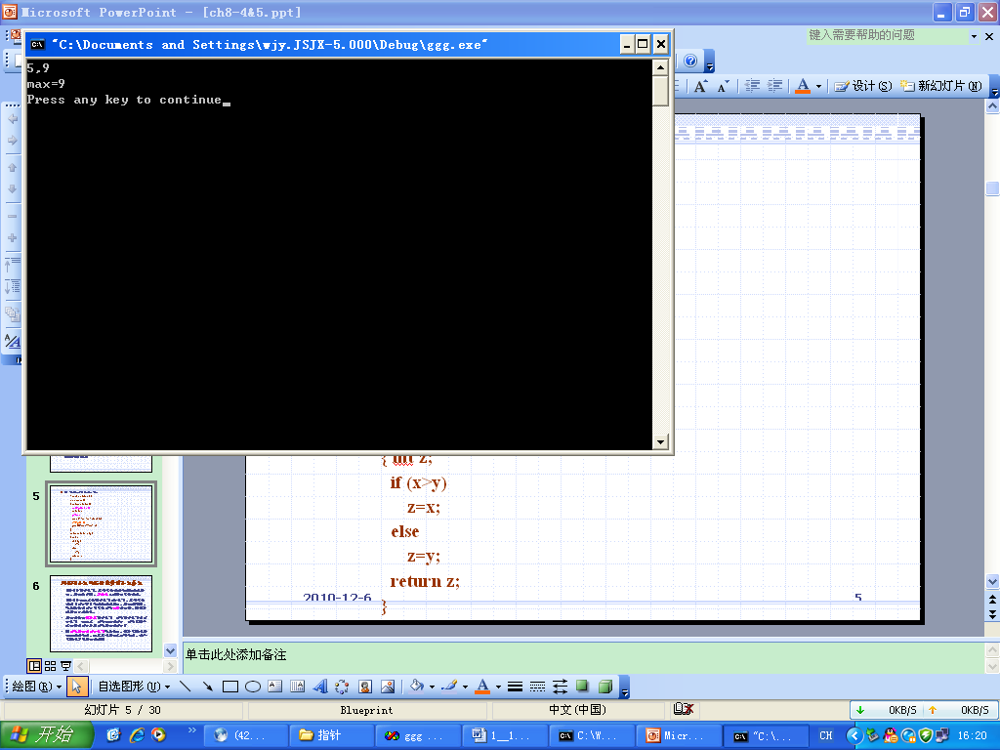 Microsoft PowerPoint - [ch8-4&5.ppt]
键入需要帮助的问题
"C:\Documents and Settings\wjy.JSJX-5.000\Debug\ggg.exe"
5,9
max=9
Press any key to continue_
设计(S)
新幻灯片(N)
{ int z;
if (x>y)
z=x;
else
z=y;
return z;
}
2010-12-6
5
5
6
单击此处添加备注
绘图(R)
自选图形(U)
幻灯片 5 / 30
Blueprint
中文(中国)
0KB/S
0KB/S
开始
(42...
指针
ggg ...
1__1...
C:\W...
Micr...
"C:\...
CH
16:20